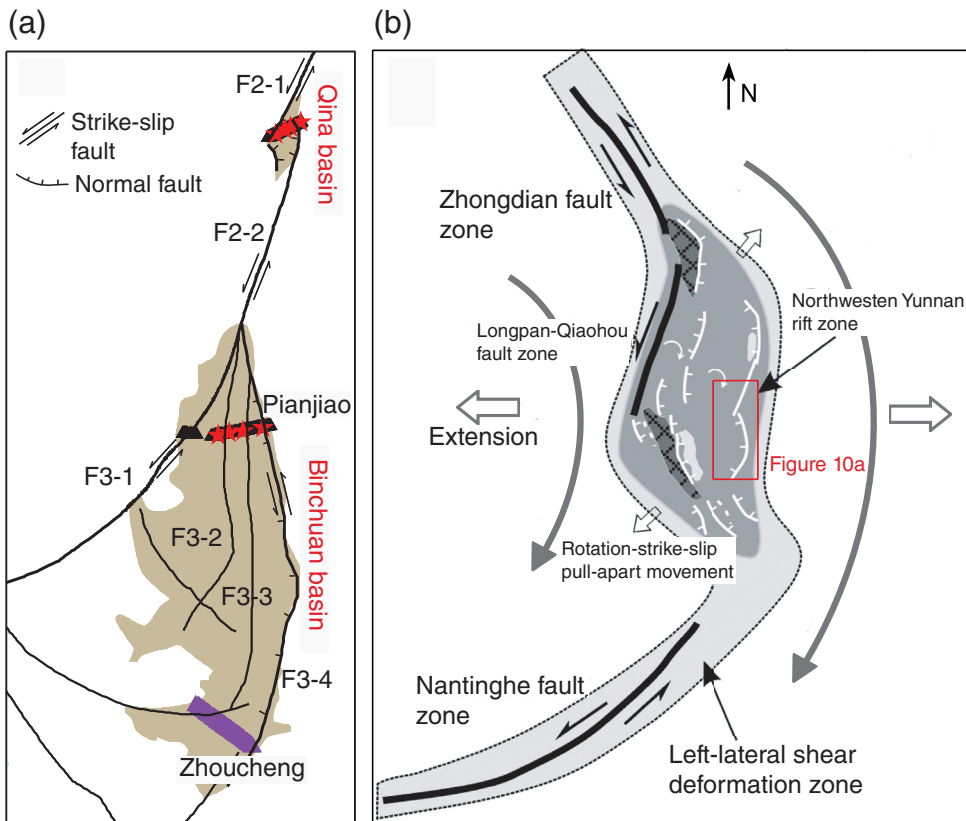 (a)
F2-1
Qina basin
Strike-slip
fault
Normal fault
F2-2
Pianjiao
F3-1
Binchuan basin
F3-2
F3-3
F3-4
Zhoucheng
(b)
N
Zhongdian fault
zone
Northwesten Yunnan
rift zone
Longpan-Qiaohou
fault zone
Extension
Figure 10a
Rotation-strike-slip
pull-apart movement
Nantinghe fault
zone
Left-lateral shear
deformation zone